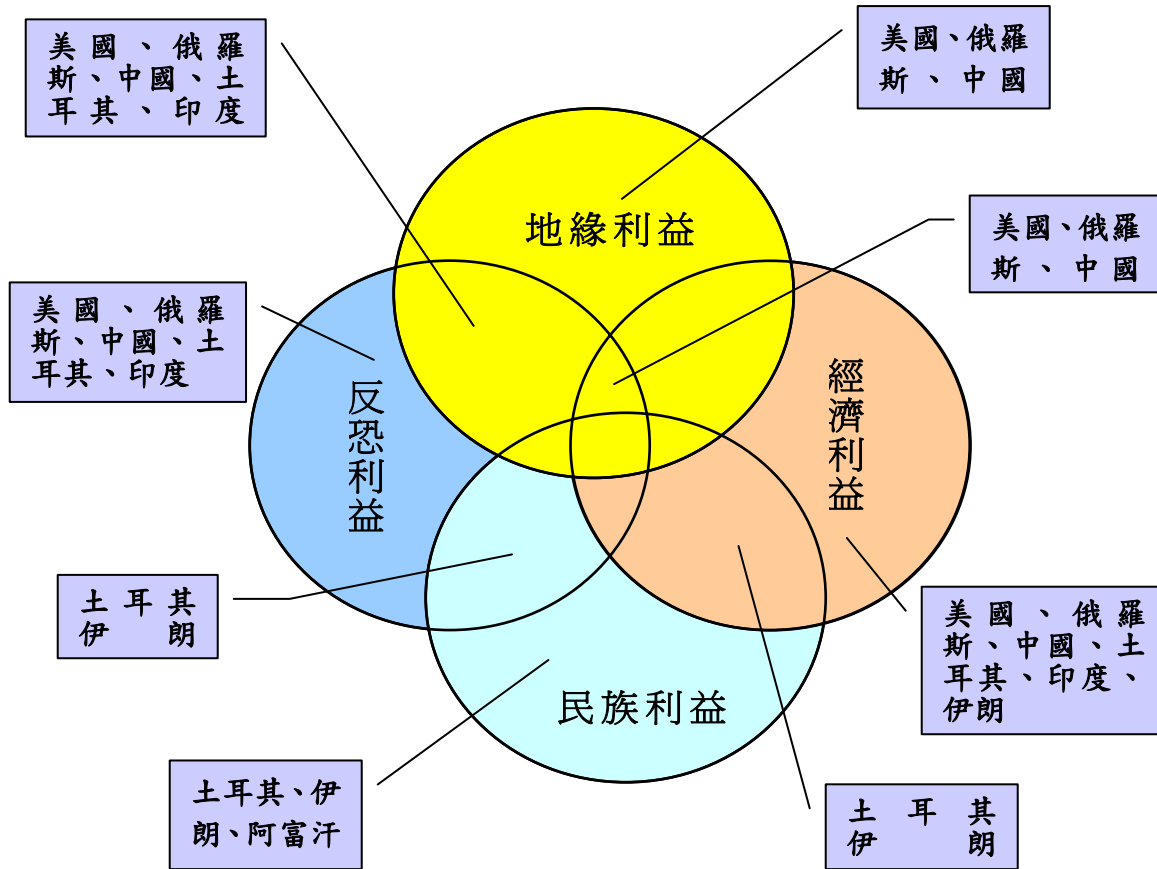 美國、俄羅
斯、中國、土
耳其、印度
美國、俄羅
斯、中國
地緣利益
美國、俄羅
斯、中國
美國、俄羅
斯、中國、土
耳其、印度
反恐利益
經濟利益
土耳其
伊朗
美國、俄羅
斯、中國、土
耳其、印度、
伊朗
民族利益
土耳其、伊
朗、阿富汗
土耳其
伊朗